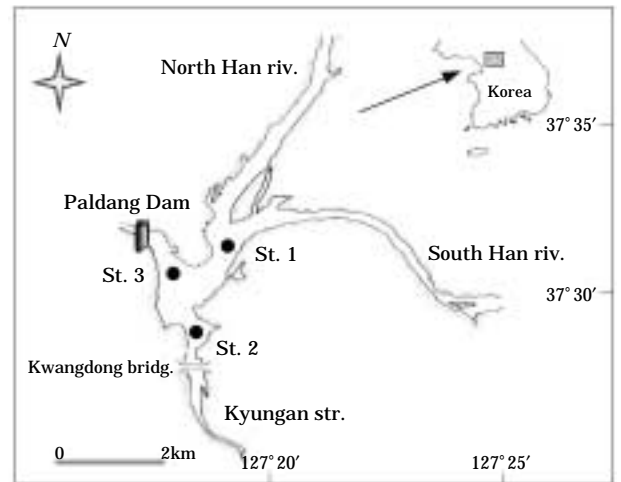 N
North Han riv.
Korea
37°35′
Paldang Dam
St. 1
South Han riv.
St. 3
37°30′
St. 2
Kwangdong bridg.
Kyungan str.
0 2km
127°20′ 127°25′